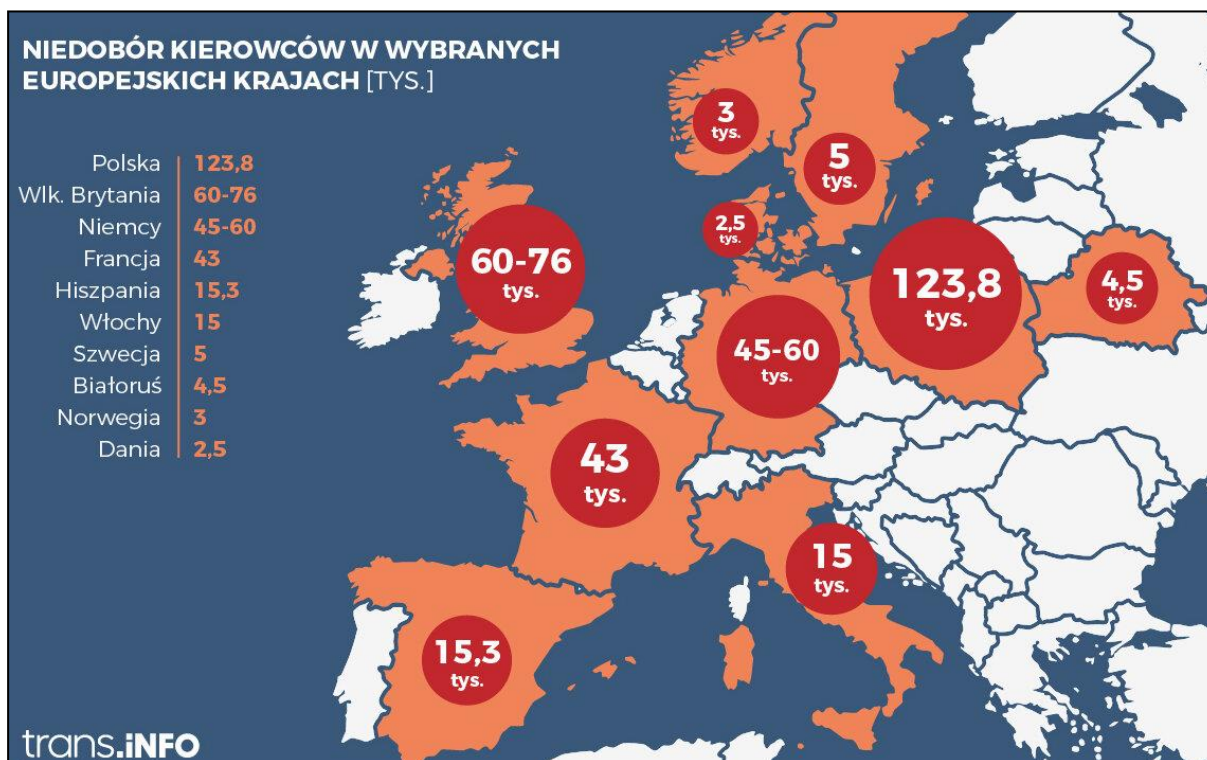 NIEDOBÓR KIEROWCÓW W WYBRANYCH
EUROPEJSKICH KRAJACH [TYS.]
Polska 123,8
Wlk. Brytania 60-76
Niemcy 45-60
Francja 43
Hiszpania 15,3
Włochy 15
Szwecja 5
Białoruś 4,5
Norwegia 3
Dania 2,5
3
tys.
5
tys.
2,5
tys.
60-76
tys.
123,8
tys.
4,5
tys.
45-60
tys.
43
tys.
15
tys.
15,3
tys.
trans.iNFO